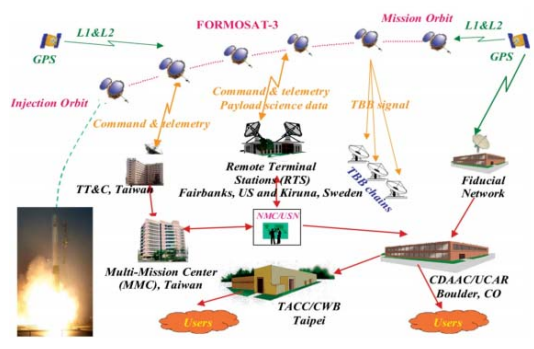 L1&L2
FORMOSAT-3
Mission Orbit
L1&L2
GPS
GPS
Injection Orbit
Command & telemetry
Command & telemetry
Payload science data
TBB signal
TT&C, Taiwan
Remote Terminal
Stations(RTS)
Fairbanks, US and Kiruna, Sweden
TBB chains
Fiducial
Network
NMC/USN
Multi-Mission Center
(MMC), Taiwan
CDAAC/UCAR
Boulder, CO
TACC/CWB
Taipei
Users
Users